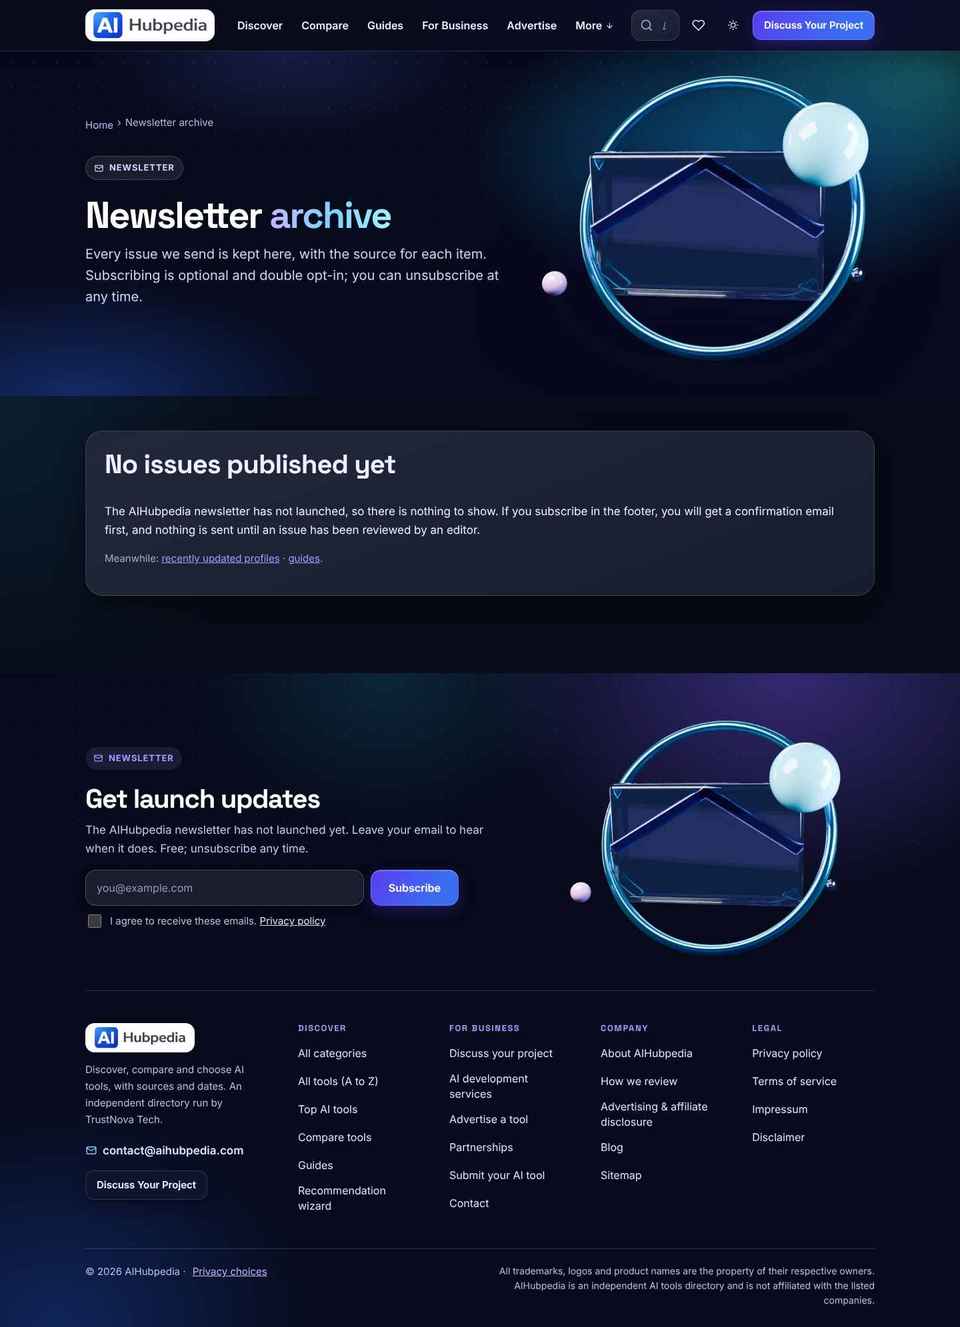 AI Hubpedia
Discover
Compare
Guides
For Business
Advertise
More ↓
/
Discuss Your Project
Home › Newsletter archive
NEWSLETTER
Newsletter archive
Every issue we send is kept here, with the source for each item.
Subscribing is optional and double opt-in; you can unsubscribe at
any time.
No issues published yet
The AIHubpedia newsletter has not launched, so there is nothing to show. If you subscribe in the footer, you will get a confirmation email
first, and nothing is sent until an issue has been reviewed by an editor.
Meanwhile: recently updated profiles · guides.
NEWSLETTER
Get launch updates
The AIHubpedia newsletter has not launched yet. Leave your email to hear
when it does. Free; unsubscribe any time.
you@example.com
Subscribe
I agree to receive these emails. Privacy policy
AI Hubpedia
Discover, compare and choose AI
tools, with sources and dates. An
independent directory run by
TrustNova Tech.
contact@aihubpedia.com
Discuss Your Project
DISCOVER
All categories
All tools (A to Z)
Top AI tools
Compare tools
Guides
Recommendation
wizard
FOR BUSINESS
Discuss your project
AI development
services
Advertise a tool
Partnerships
Submit your AI tool
Contact
COMPANY
About AIHubpedia
How we review
Advertising & affiliate
disclosure
Blog
Sitemap
LEGAL
Privacy policy
Terms of service
Impressum
Disclaimer
© 2026 AIHubpedia · Privacy choices
All trademarks, logos and product names are the property of their respective owners.
AIHubpedia is an independent AI tools directory and is not affiliated with the listed
companies.